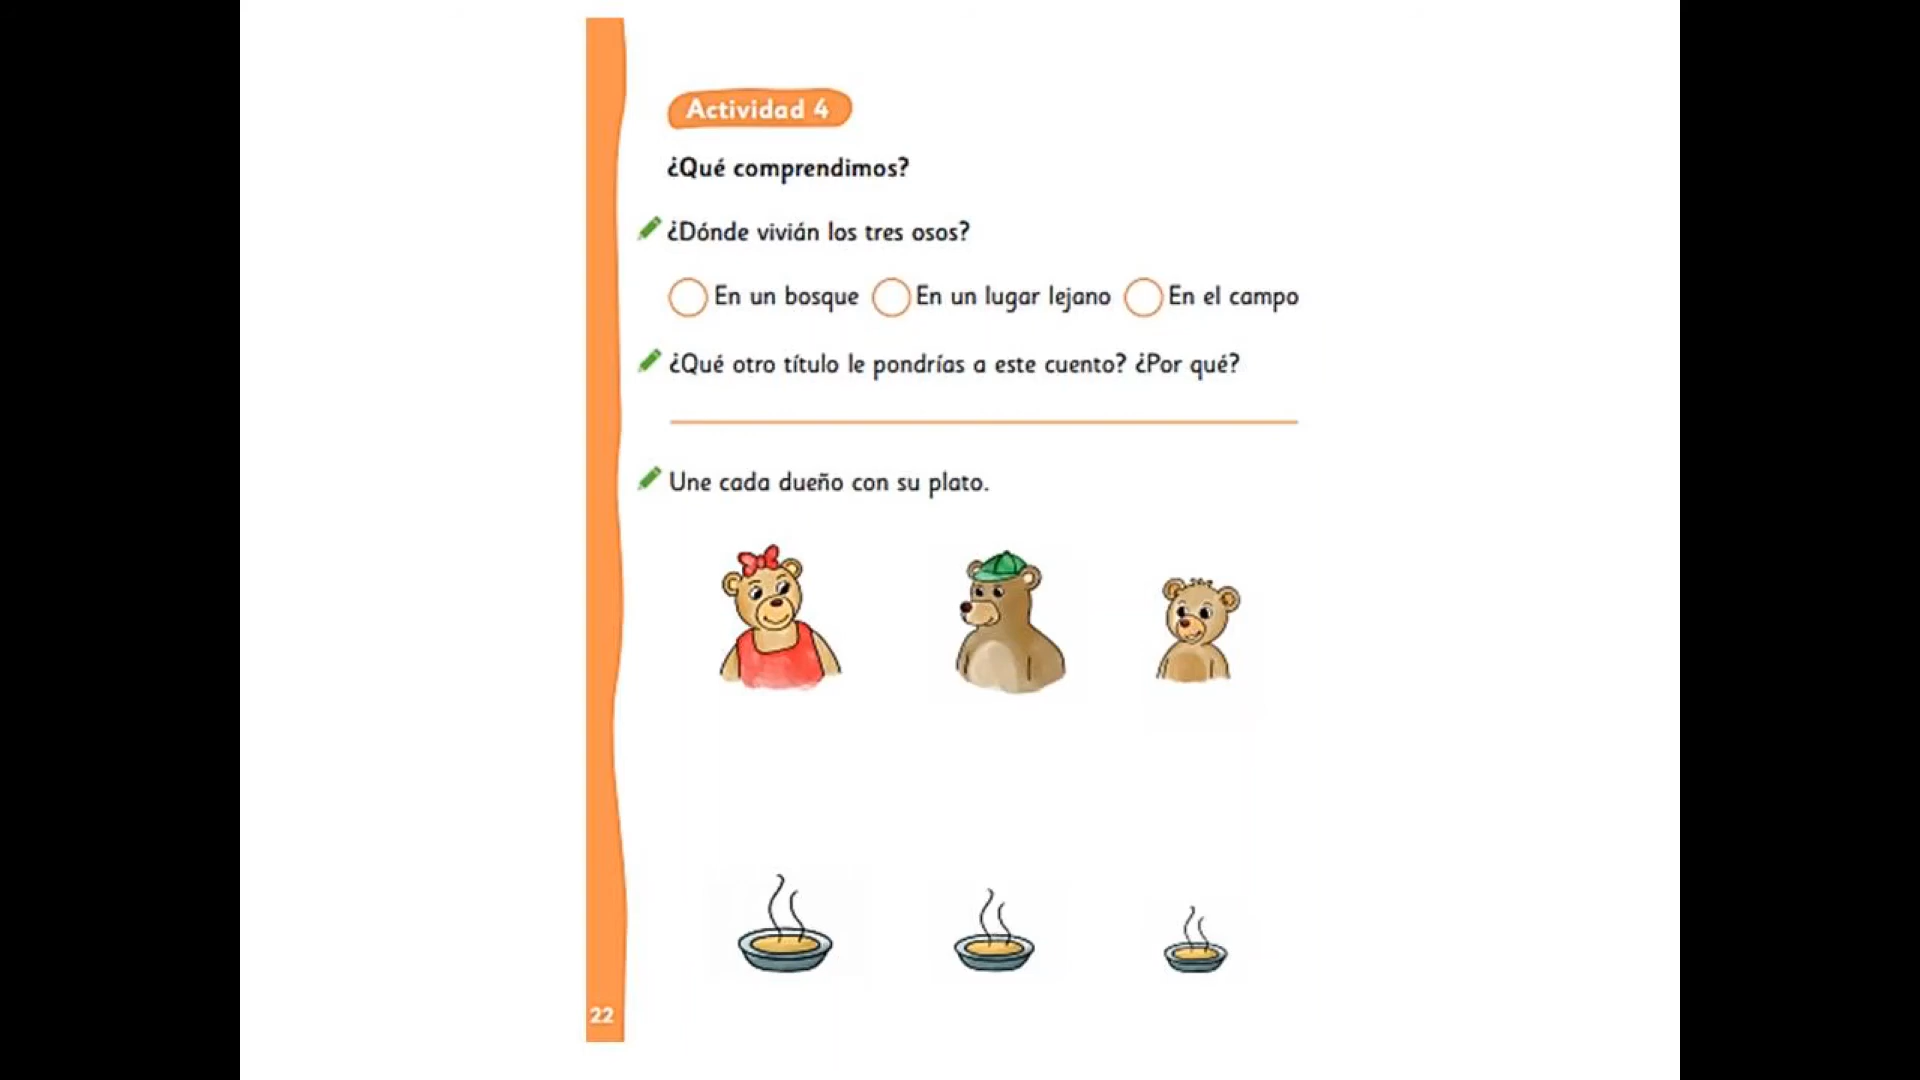 Actividad 4
¿Qué comprendimos?
¿Dónde vivián los tres osos?
En un bosque En un lugar lejano En el campo
¿Qué otro título le pondrías a este cuento? ¿Por qué?
Une cada dueño con su plato.
22